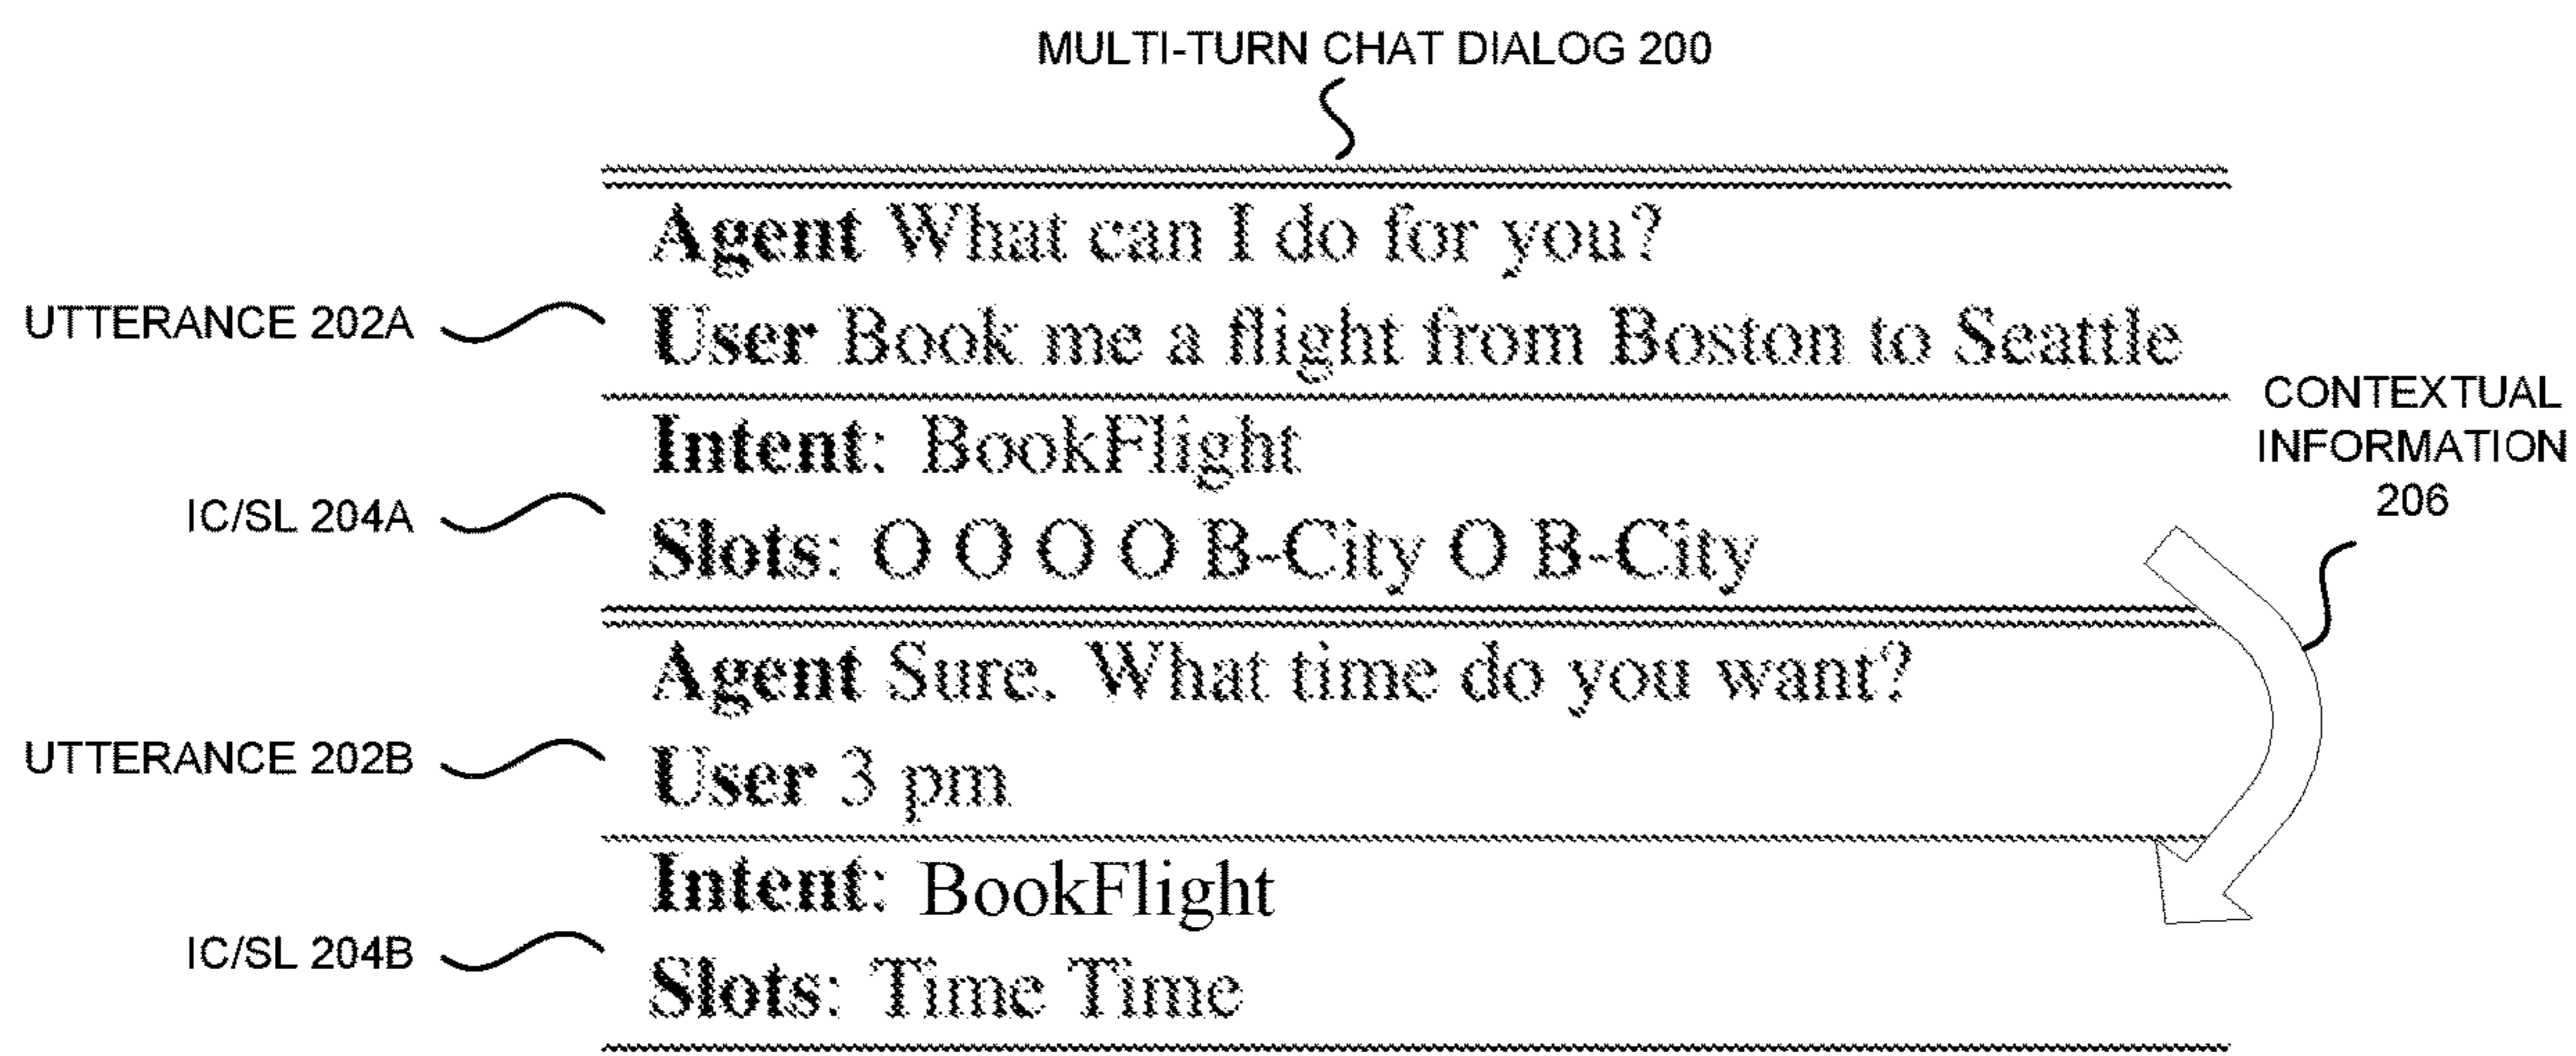 MULTI-TURN CHAT DIALOG 200
Agent What can I do for you?
UTTERANCE 202A
User Book me a flight from Boston to Seattle
CONTEXTUAL
INFORMATION
206
Intent: BookFlight
IC/SL 204A
Slots: O O O O B-City O B-City
Agent Sure. What time do you want?
UTTERANCE 202B
User 3 pm
Intent: BookFlight
IC/SL 204B
Slots: Time Time